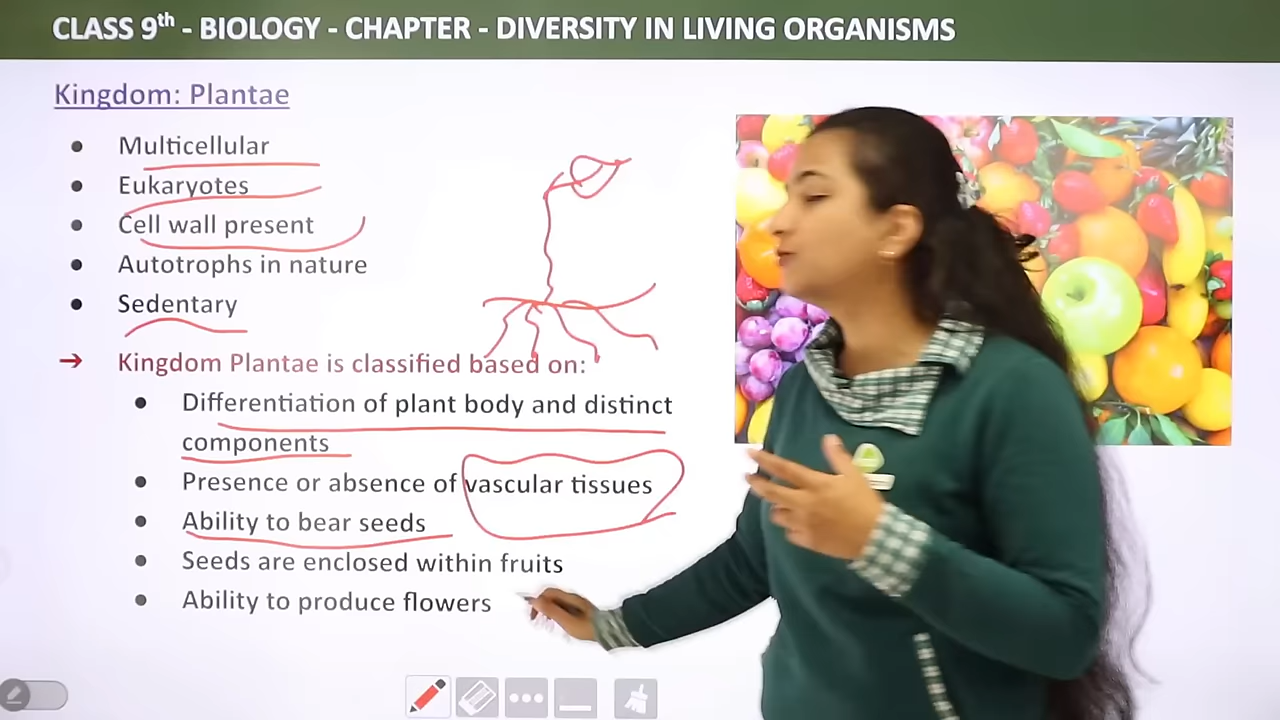 CLASS 9th - BIOLOGY - CHAPTER - DIVERSITY IN LIVING ORGANISMS
Kingdom: Plantae
● Multicellular
● Eukaryotes
● Cell wall present
● Autotrophs in nature
● Sedentary
➔ Kingdom Plantae is classified based on:
● Differentiation of plant body and distinct
components
● Presence or absence of vascular tissues
● Ability to bear seeds
● Seeds are enclosed within fruits
● Ability to produce flowers